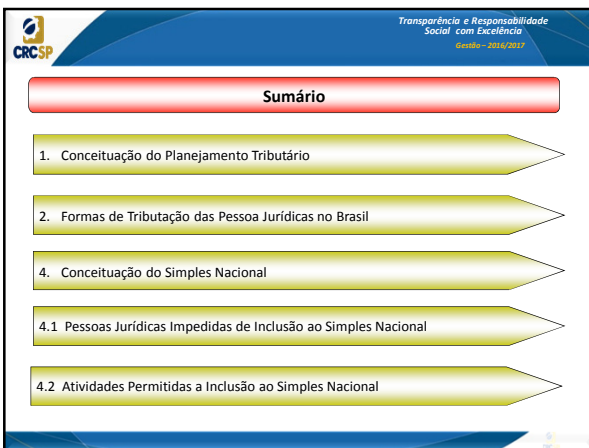 CRCSP
Transparência e Responsabilidade
Social com Excelência
Gestão – 2016/2017
Sumário
1. Conceituação do Planejamento Tributário
2. Formas de Tributação das Pessoa Jurídicas no Brasil
4. Conceituação do Simples Nacional
4.1 Pessoas Jurídicas Impedidas de Inclusão ao Simples Nacional
4.2 Atividades Permitidas a Inclusão ao Simples Nacional